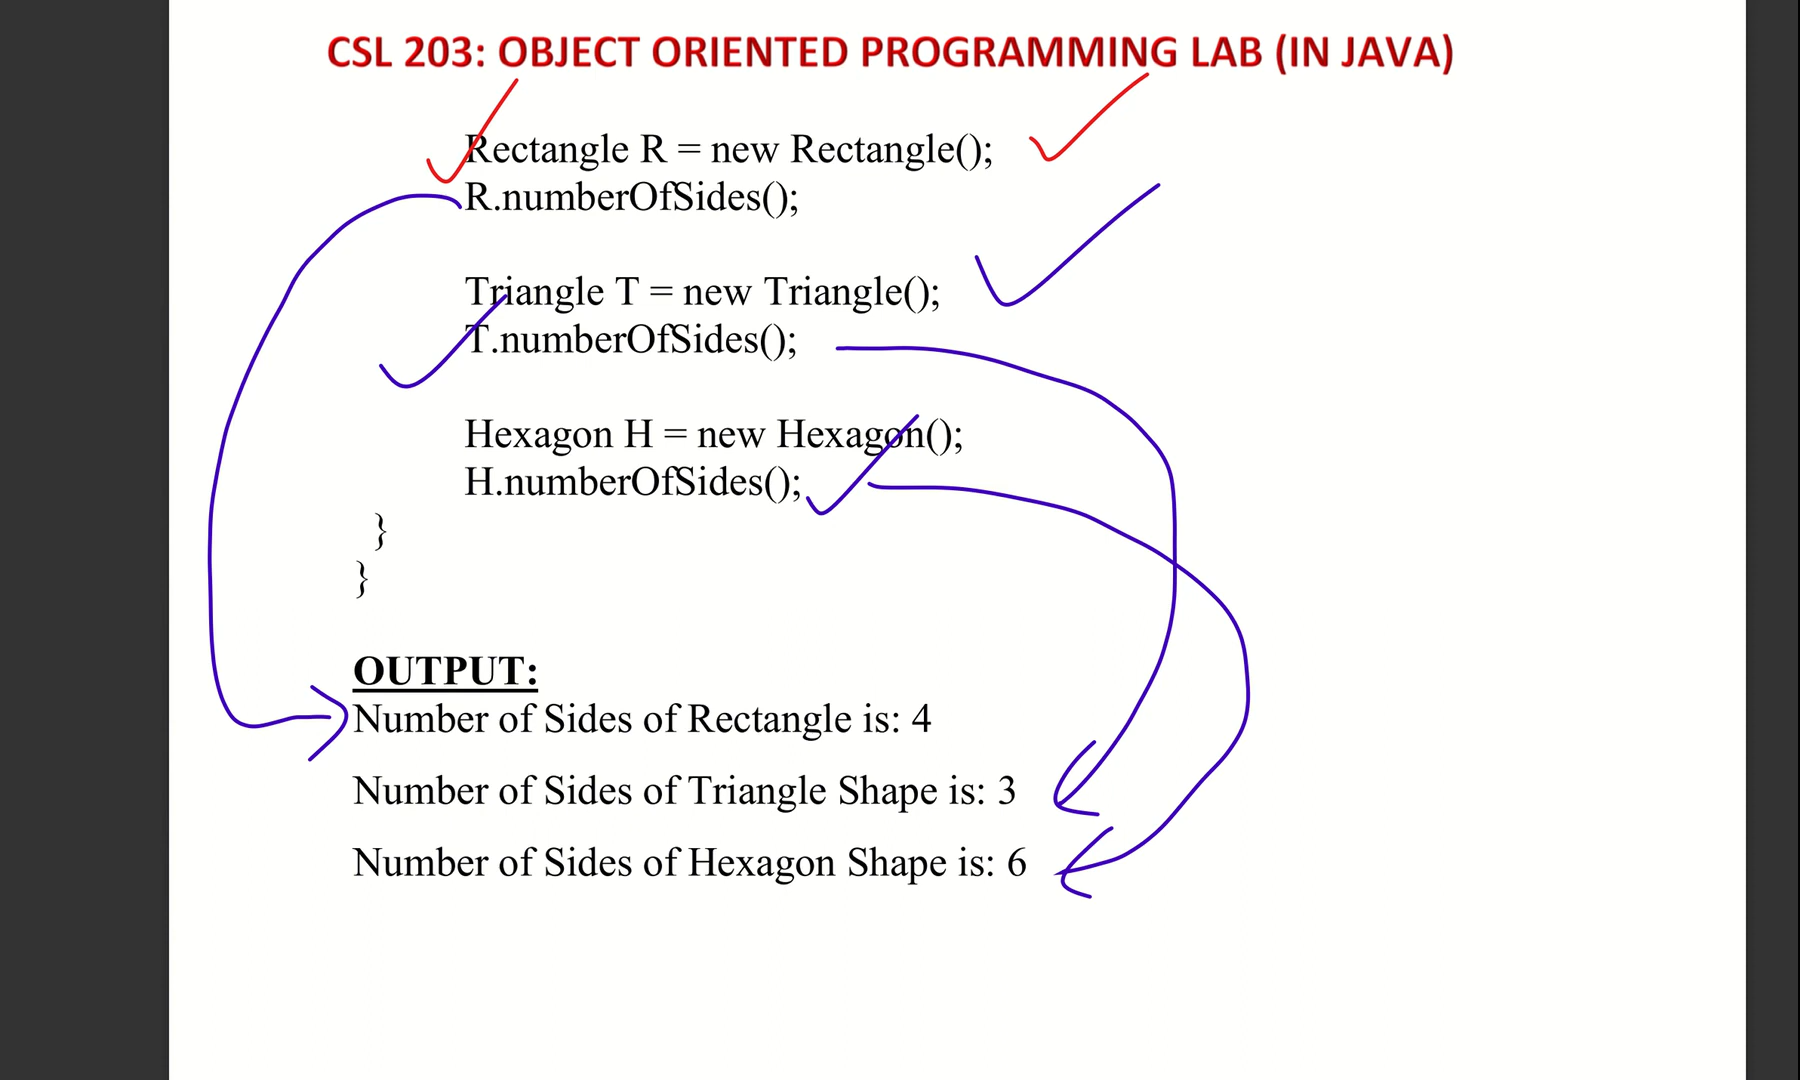 CSL 203: OBJECT ORIENTED PROGRAMMING LAB (IN JAVA)
Rectangle R = new Rectangle();
R.numberOfSides();
Triangle T = new Triangle();
T.numberOfSides();
Hexagon H = new Hexagon();
H.numberOfSides();
}
}
OUTPUT:
Number of Sides of Rectangle is: 4
Number of Sides of Triangle Shape is: 3
Number of Sides of Hexagon Shape is: 6